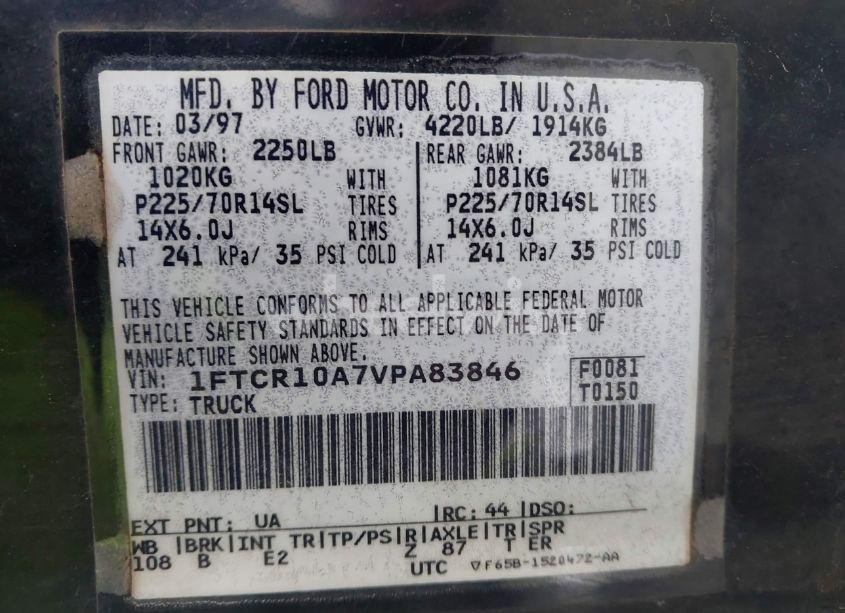 MFD. BY FORD MOTOR CO. IN U.S.A.
DATE: 03/97 GVWR: 4220LB/ 1914KG
FRONT GAWR: 2250LB REAR GAWR: 2384LB
1020KG WITH 1081KG WITH
P225/70R14SL TIRES P225/70R14SL TIRES
14X6.0J RIMS 14X6.0J RIMS
AT 241 kPa/ 35 PSI COLD AT 241 kPa/ 35 PSI COLD
THIS VEHICLE CONFORMS TO ALL APPLICABLE FEDERAL MOTOR
VEHICLE SAFETY STANDARDS IN EFFECT ON THE DATE OF
MANUFACTURE SHOWN ABOVE.
VIN: 1FTCR10A7VPA83846 F0081
TYPE: TRUCK T0150
EXT PNT: UA RC: 44 DSO:
WB BRK INT TR TP/PS R AXLE TR SPR
108 B E2 Z 87 T ER
UTC ▽F65B-1520472-AA